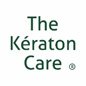 The
Kératon
Care ®